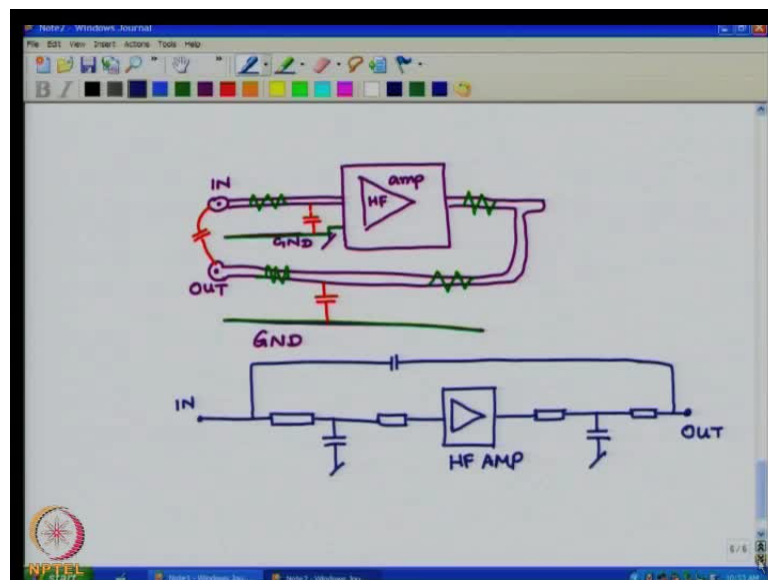 Note7 - Windows Journal
File Edit View Insert Actions Tools Help
B I
IN
amp
HF
GND
OUT
GND
IN
HF AMP
OUT
6/6
NPTEL
start